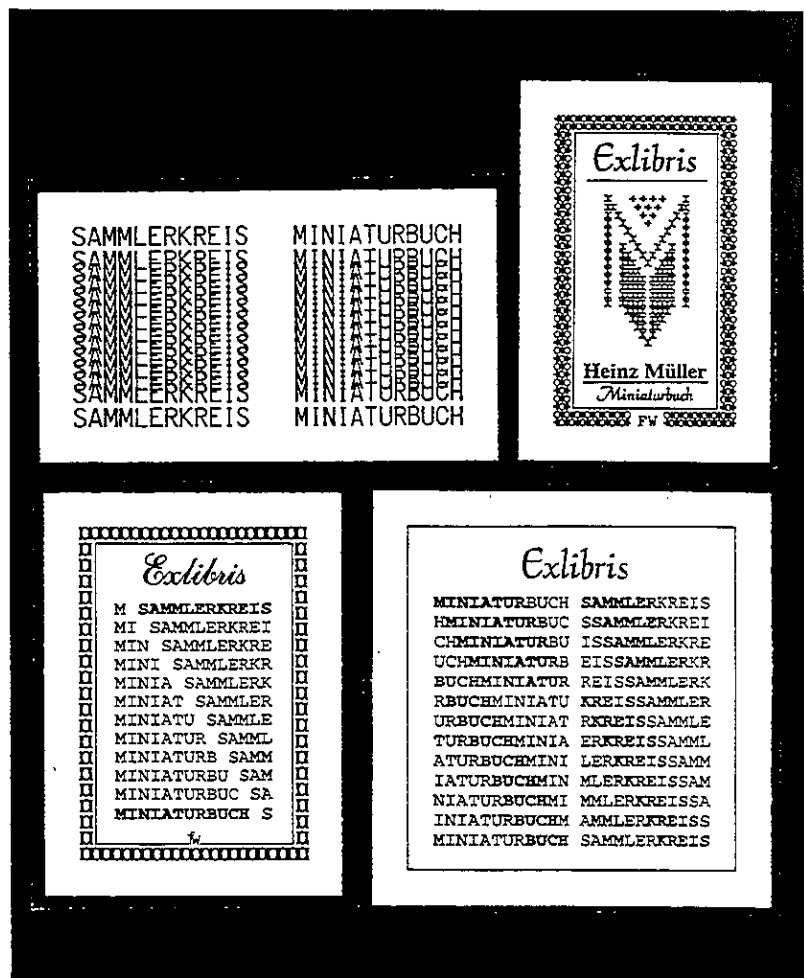 SAMMLERKREIS MINIATURBUCH
SAMMLERKREIS MINIATURBUCH
Exlibris
Heinz Müller
Miniaturbuch
FW
Exlibris
M SAMMLERKREIS
MI SAMMLERKREI
MIN SAMMLERKRE
MINI SAMMLERKR
MINIA SAMMLERK
MINIAT SAMMLER
MINIATU SAMMLE
MINIATUR SAMML
MINIATURB SAMM
MINIATURBU SAM
MINIATURBUC SA
MINIATURBUCH S
fw
Exlibris
MINIATURBUCH SAMMLERKREIS
HMINIATURBUC SSAMMLERKREI
CHMINIATURBU ISSAMMLERKRE
UCHMINIATURB EISSAMMLERKR
BUCHMINIATUR REISSAMMLERK
RBUCHMINIATU KREISSAMMLER
URBUCHMINIAT RKREISSAMMLE
TURBUCHMINIA ERKREISSAMML
ATURBUCHMINI LERKREISSAMM
IATURBUCHMIN MLERKREISSAM
NIATURBUCHMI MMLERKREISSA
INIATURBUCHM AMMLERKREISS
MINIATURBUCH SAMMLERKREIS